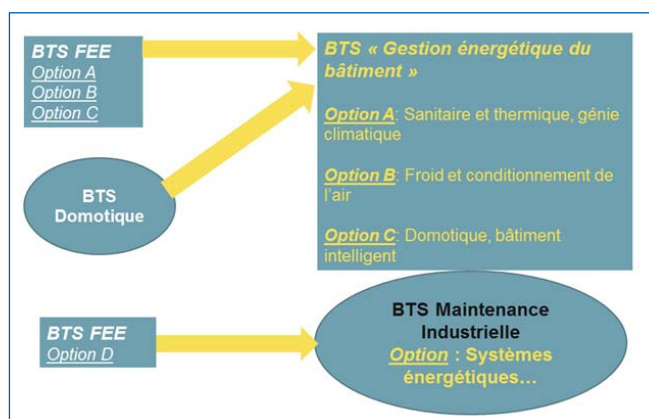 BTS FEE
Option A
Option B
Option C
BTS « Gestion énergétique du
bâtiment »
Option A: Sanitaire et thermique, génie
climatique
Option B: Froid et conditionnement de
l’air
Option C: Domotique, bâtiment
intelligent
BTS
Domotique
BTS FEE
Option D
BTS Maintenance
Industrielle
Option : Systèmes
énergétiques…